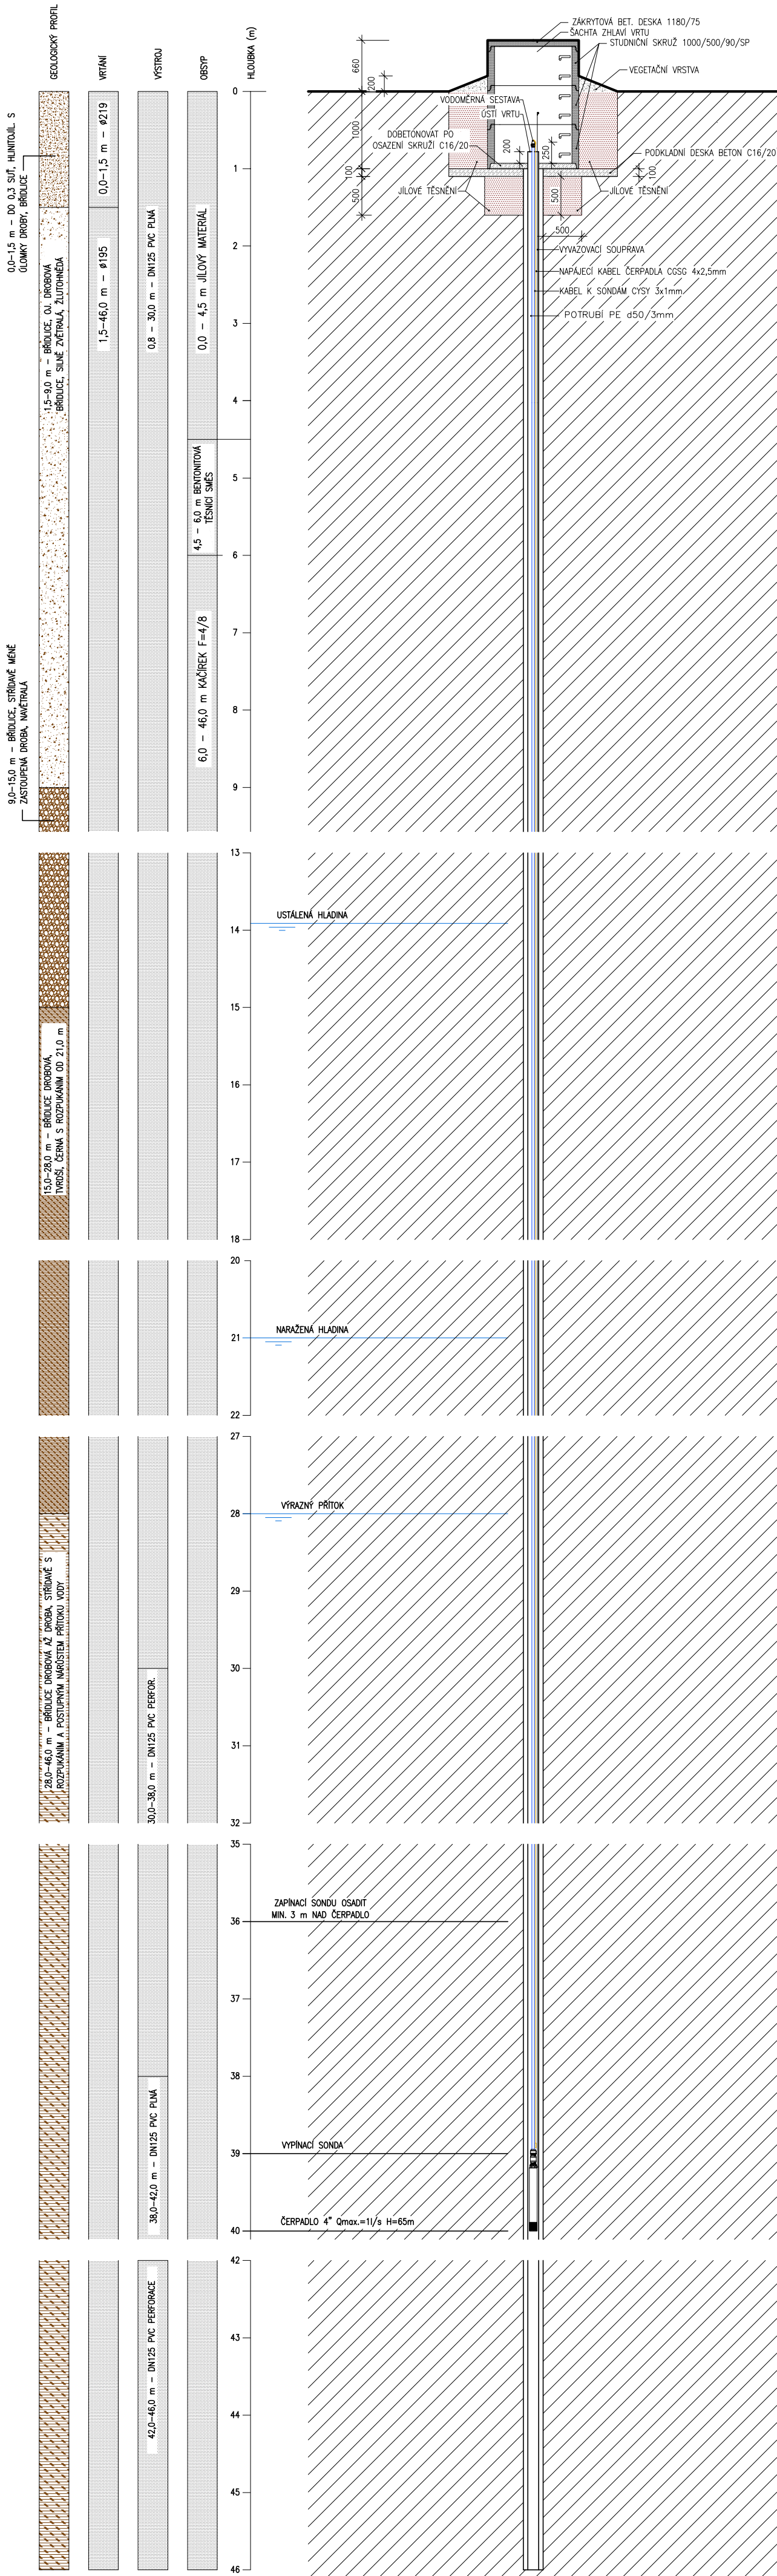 GEOLOGICKÝ PROFIL
VRTÁNÍ
VÝSTROJ
OBSYP
HLOUBKA (m)
ZÁKRYTOVÁ BET. DESKA 1180/75
ŠACHTA ZHLAVÍ VRTU
STUDNIČNÍ SKRUŽ 1000/500/90/SP
VEGETAČNÍ VRSTVA
660
200
1000
100
500
VODOMĚRNÁ SESTAVA
ÚSTÍ VRTU
DOBETONOVAT PO
OSAZENÍ SKRUŽÍ C16/20
200
250
PODKLADNÍ DESKA BETON C16/20
100
JÍLOVÉ TĚSNĚNÍ
JÍLOVÉ TĚSNĚNÍ
500
500
VYVAZOVACÍ SOUPRAVA
NAPÁJECÍ KABEL ČERPADLA CGSG 4x2,5mm
KABEL K SONDÁM CYSY 3x1mm
POTRUBÍ PE d50/3mm
0,0-1,5 m - DO 0,3 SUŤ, HLINITOJÍL. S
ÚLOMKY DROBY, BŘIDLICE
0,0-1,5 m - ø219
1,5-9,0 m - BŘIDLICE, OJ. DROBOVÁ
BŘIDLICE, SILNĚ ZVĚTRALÁ, ŽLUTOHNĚDÁ
1,5-46,0 m - ø195
0,8 - 30,0 m - DN125 PVC PLNÁ
0,0 - 4,5 m JÍLOVÝ MATERIÁL
4,5 - 6,0 m BENTONITOVÁ
TĚSNÍCÍ SMĚS
6,0 - 46,0 m KAČÍREK F=4/8
9,0-15,0 m - BŘIDLICE, STŘÍDAVĚ MÉNĚ
ZASTOUPENÁ DROBA, NAVĚTRALÁ
0
1
2
3
4
5
6
7
8
9
13
USTÁLENÁ HLADINA
14
15
15,0-28,0 m - BŘIDLICE DROBOVÁ,
TVRDŠÍ, ČERNÁ S ROZPUKÁNÍM OD 21,0 m
16
17
18
20
NARAŽENÁ HLADINA
21
22
27
VÝRAZNÝ PŘÍTOK
28
28,0-46,0 m - BŘIDLICE DROBOVÁ AŽ DROBA, STŘÍDAVĚ S
ROZPUKÁNÍM A POSTUPNÝM NÁRŮSTEM PŘÍTOKU VODY
29
30
30,0-38,0 m - DN125 PVC PERFOR.
31
32
35
ZAPÍNACÍ SONDU OSADIT
MIN. 3 m NAD ČERPADLO
36
37
38
38,0-42,0 m - DN125 PVC PLNÁ
VYPÍNACÍ SONDA
39
ČERPADLO 4" Qmax.=1l/s H=65m
40
42
42,0-46,0 m - DN125 PVC PERFORACE
43
44
45
46